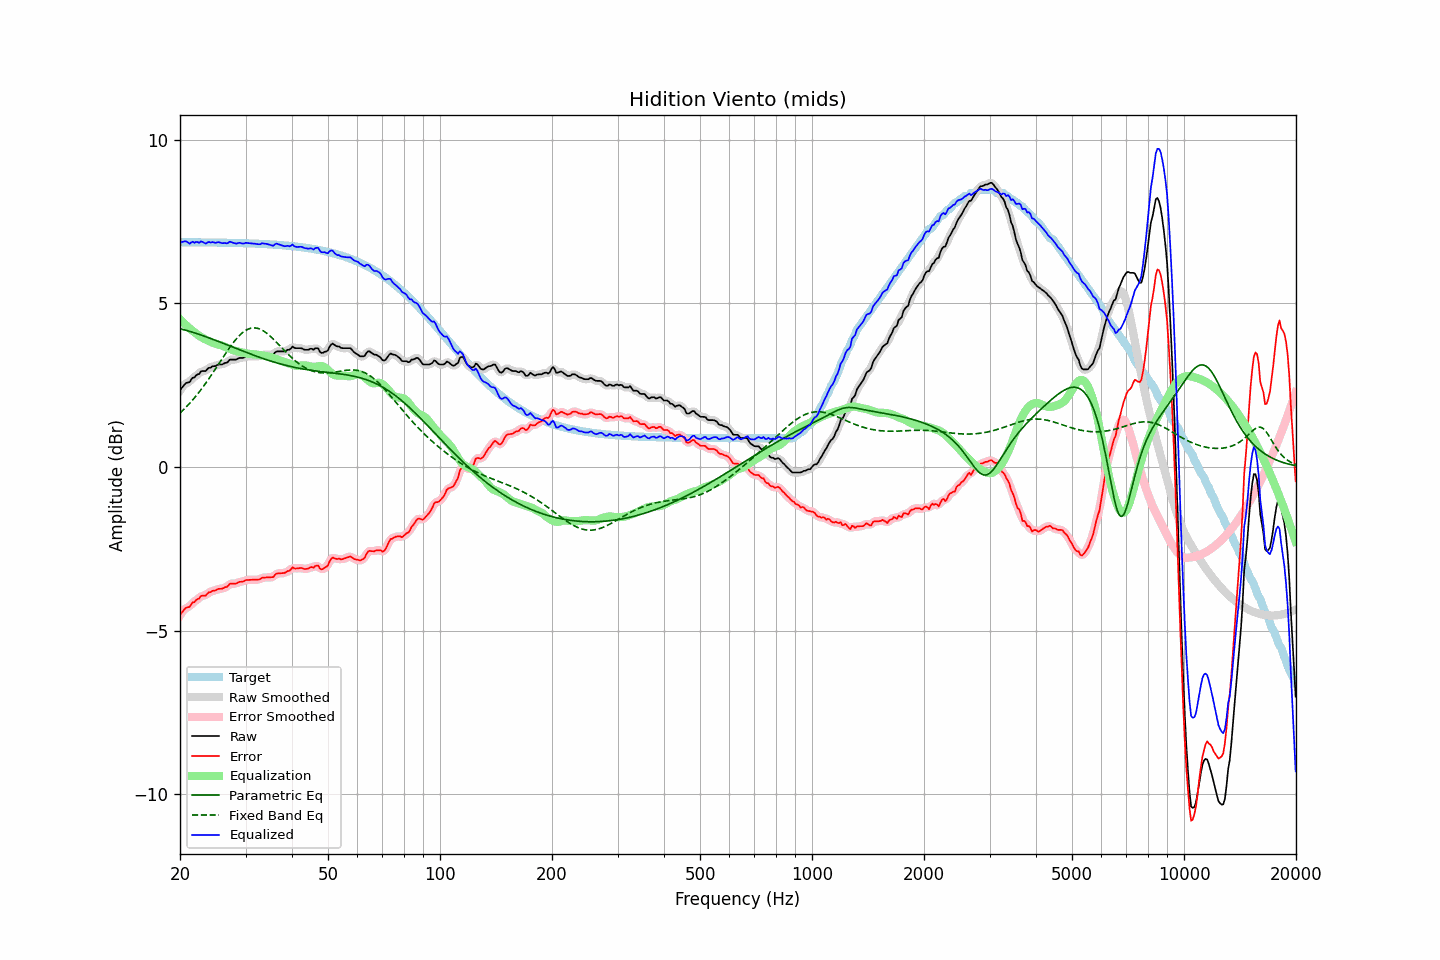 Hidition Viento (mids)
10
5
0
−5
−10
Amplitude (dBr)
Target
Raw Smoothed
Error Smoothed
Raw
Error
Equalization
Parametric Eq
Fixed Band Eq
Equalized
20 50 100 200 500 1000 2000 5000 10000 20000
Frequency (Hz)